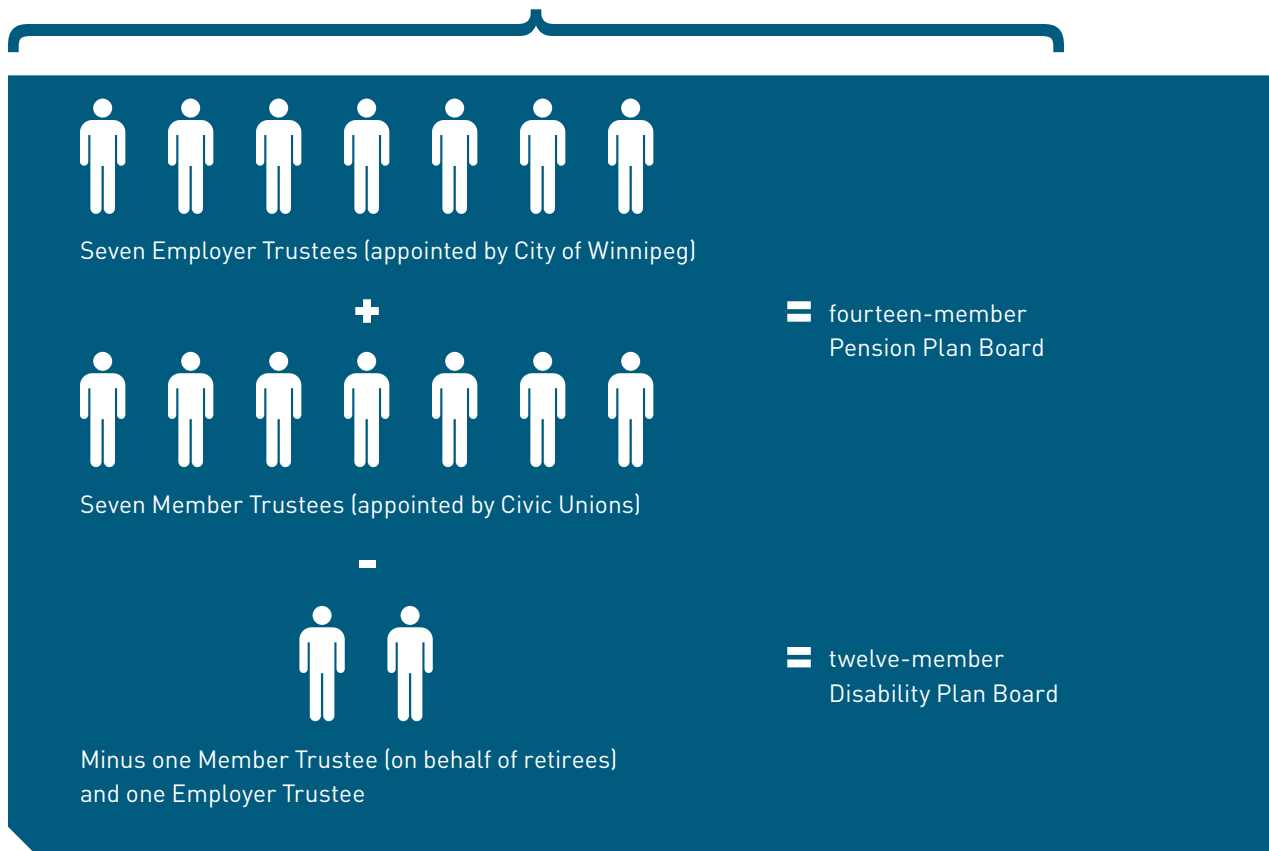 Seven Employer Trustees (appointed by City of Winnipeg)
+
= fourteen-member
Pension Plan Board
Seven Member Trustees (appointed by Civic Unions)
-
= twelve-member
Disability Plan Board
Minus one Member Trustee (on behalf of retirees)
and one Employer Trustee